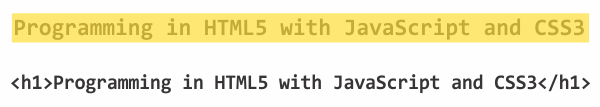 Programming in HTML5 with JavaScript and CSS3
<h1>Programming in HTML5 with JavaScript and CSS3</h1>